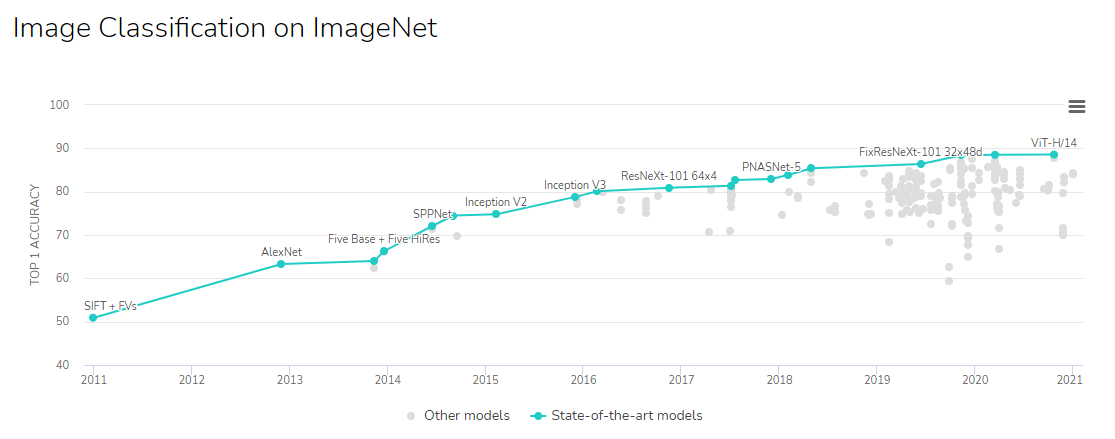 Image Classification on ImageNet
TOP 1 ACCURACY
100
90
80
70
60
50
40
SIFT + FVs
AlexNet
Five Base + Five HiRes
SPPNet
Inception V2
Inception V3
ResNeXt-101 64x4
PNASNet-5
FixResNeXt-101 32x48d
ViT-H/14
2011 2012 2013 2014 2015 2016 2017 2018 2019 2020 2021
Other models State-of-the-art models